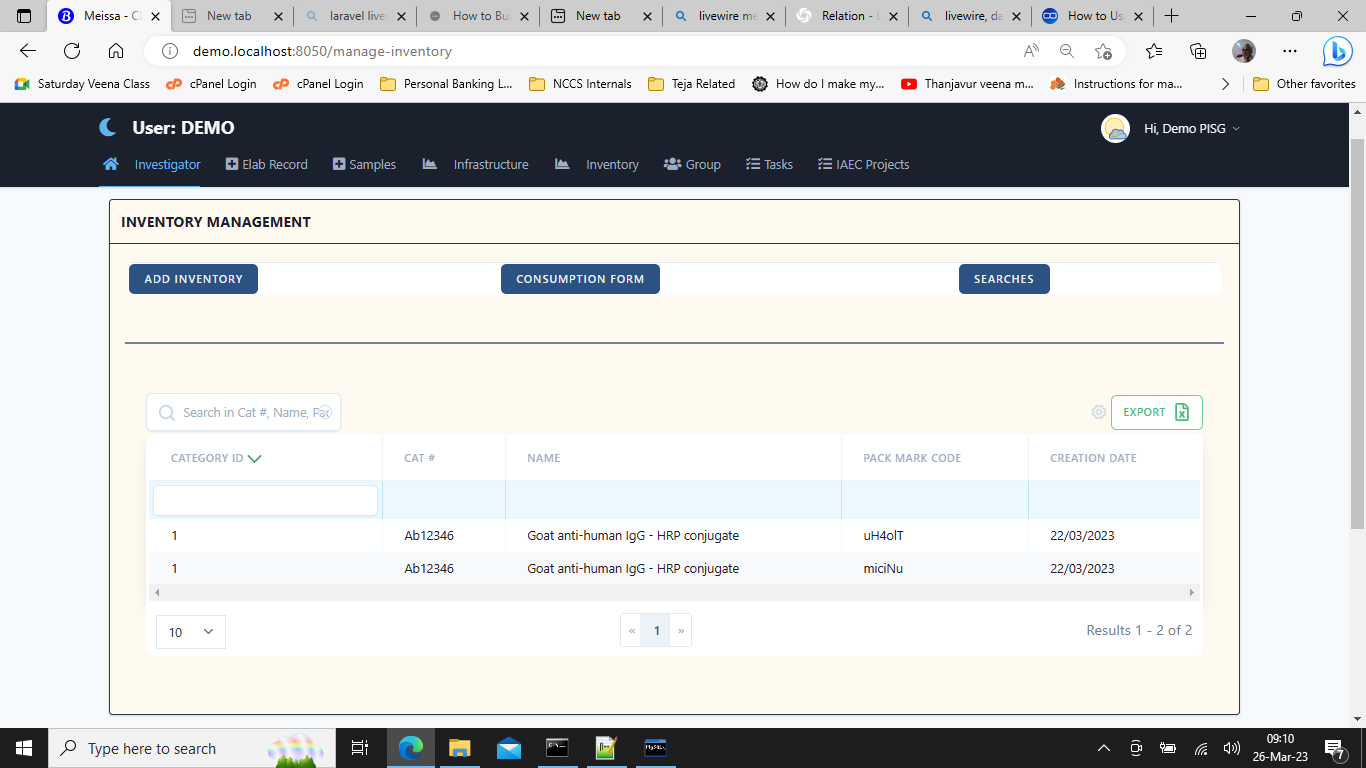 Meissa - Cl
New tab
laravel live
How to Bui
New tab
livewire me
Relation - L
livewire, da
How to Us
demo.localhost:8050/manage-inventory
Saturday Veena Class
cPanel Login
cPanel Login
Personal Banking L...
NCCS Internals
Teja Related
How do I make my...
Thanjavur veena m...
Instructions for ma...
Other favorites
User: DEMO
Hi, Demo PISG
Investigator
Elab Record
Samples
Infrastructure
Inventory
Group
Tasks
IAEC Projects
INVENTORY MANAGEMENT
ADD INVENTORY
CONSUMPTION FORM
SEARCHES
Search in Cat #, Name, Pac
EXPORT
CATEGORY ID CAT # NAME PACK MARK CODE CREATION DATE
1 Ab12346 Goat anti-human IgG - HRP conjugate uH4olT 22/03/2023
1 Ab12346 Goat anti-human IgG - HRP conjugate miciNu 22/03/2023
10
« 1 »
Results 1 - 2 of 2
Type here to search
09:10
26-Mar-23
7